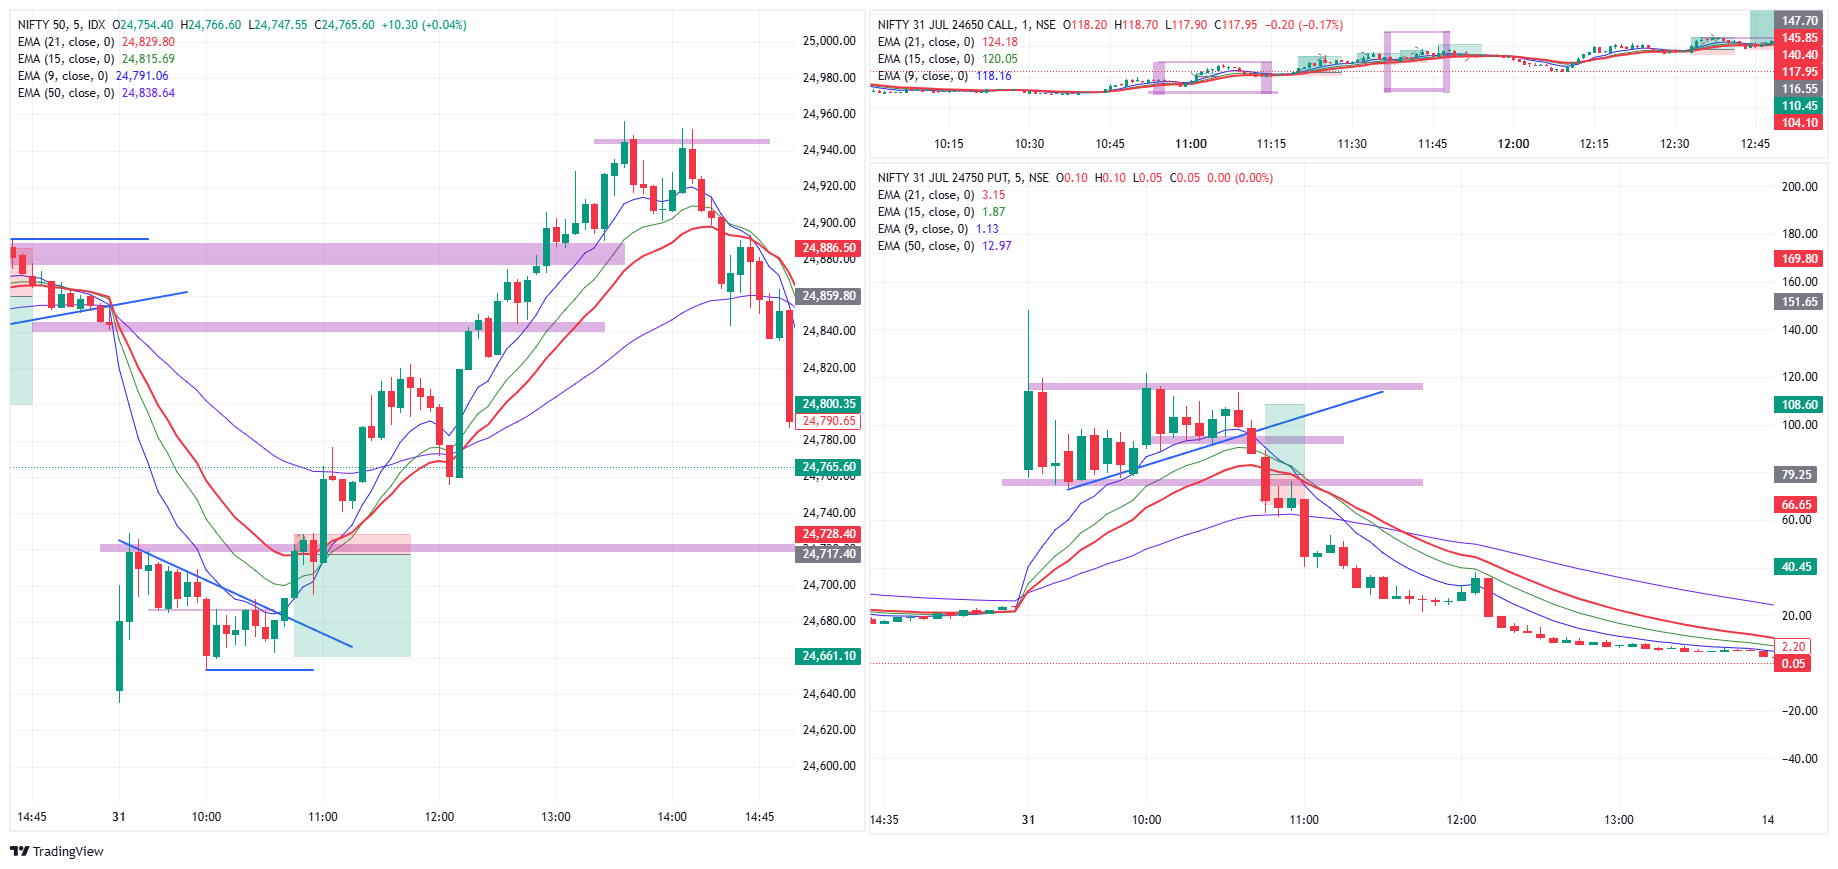 NIFTY 50, 5, IDX O24,754.40 H24,766.60 L24,747.55 C24,765.60 +10.30 (+0.04%)
EMA (21, close, 0) 24,829.80
EMA (15, close, 0) 24,815.69
EMA (9, close, 0) 24,791.06
EMA (50, close, 0) 24,838.64
25,000.00
24,980.00
24,960.00
24,940.00
24,920.00
24,900.00
24,886.50
24,880.00
24,859.80
24,840.00
24,820.00
24,800.35
24,790.65
24,780.00
24,765.60
24,760.00
24,740.00
24,728.40
24,717.40
24,700.00
24,680.00
24,661.10
24,640.00
24,620.00
24,600.00
14:45 31 10:00 11:00 12:00 13:00 14:00 14:45
NIFTY 31 JUL 24650 CALL, 1, NSE O118.20 H118.70 L117.90 C117.95 −0.20 (−0.17%)
EMA (21, close, 0) 124.18
EMA (15, close, 0) 120.05
EMA (9, close, 0) 118.16
147.70
145.85
140.40
117.95
116.55
110.45
104.10
10:15 10:30 10:45 11:00 11:15 11:30 11:45 12:00 12:15 12:30 12:45
NIFTY 31 JUL 24750 PUT, 5, NSE O0.10 H0.10 L0.05 C0.05 0.00 (0.00%)
EMA (21, close, 0) 3.15
EMA (15, close, 0) 1.87
EMA (9, close, 0) 1.13
EMA (50, close, 0) 12.97
200.00
180.00
169.80
160.00
151.65
140.00
120.00
108.60
100.00
79.25
66.65
60.00
40.45
20.00
2.20
0.05
−20.00
−40.00
14:35 31 10:00 11:00 12:00 13:00 14
TradingView